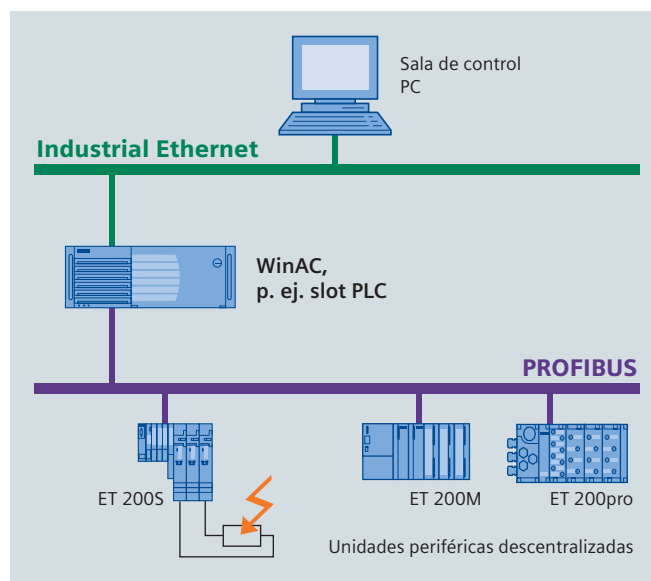 Sala de control
PC
Industrial Ethernet
WinAC,
p. ej. slot PLC
PROFIBUS
ET 200S
ET 200M
ET 200pro
Unidades periféricas descentralizadas